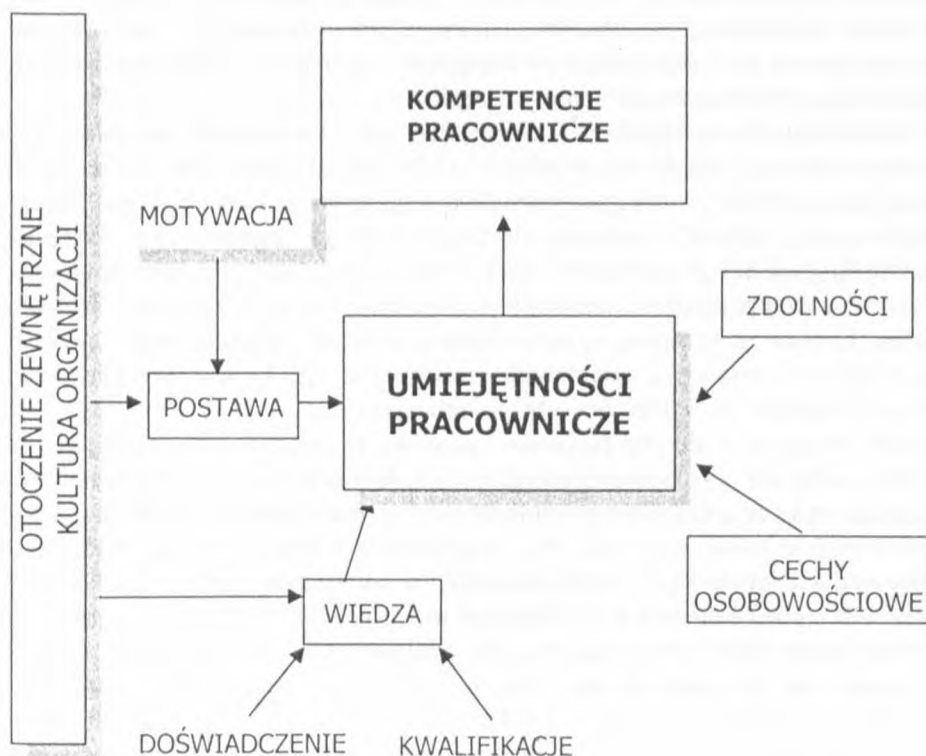 OTOCZENIE ZEWNĘTRZNE
KULTURA ORGANIZACJI
KOMPETENCJE
PRACOWNICZE
MOTYWACJA
ZDOLNOŚCI
POSTAWA
UMIEJĘTNOŚCI
PRACOWNICZE
CECHY
OSOBOWOŚCIOWE
WIEDZA
DOŚWIADCZENIE
KWALIFIKACJE